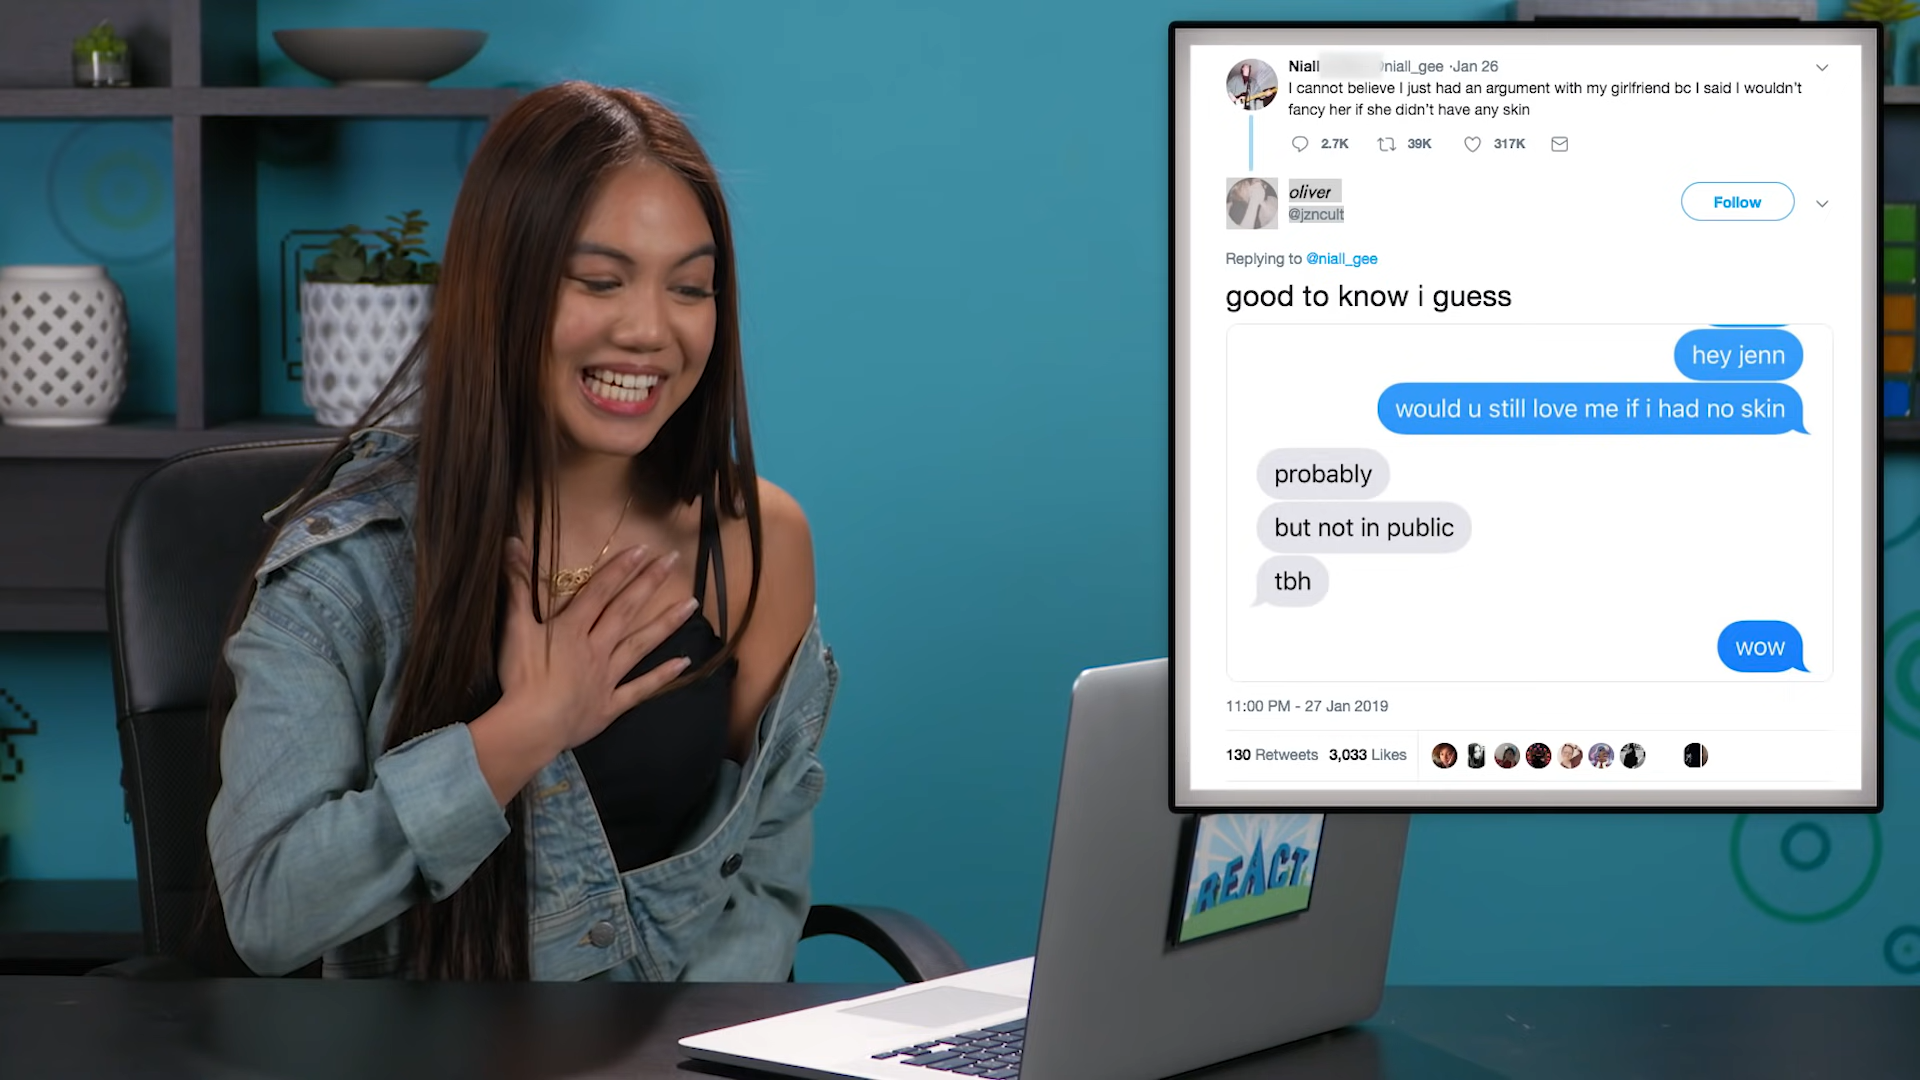 Niall niall_gee ·Jan 26
I cannot believe I just had an argument with my girlfriend bc I said I wouldn't
fancy her if she didn't have any skin
2.7K 39K 317K
oliver
@jzncult
Follow
Replying to @niall_gee
good to know i guess
hey jenn
would u still love me if i had no skin
probably
but not in public
tbh
wow
11:00 PM - 27 Jan 2019
130 Retweets 3,033 Likes
REACT